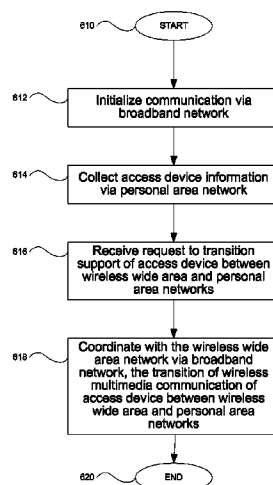 610
START
612
Initialize communication via
broadband network
614
Collect access device information
via personal area network
616
Receive request to transition
support of access device between
wireless wide area and personal
area networks
618
Coordinate with the wireless wide
area network via broadband
network, the transition of wireless
multimedia communication of
access device between wireless
wide area and personal area
networks
620
END